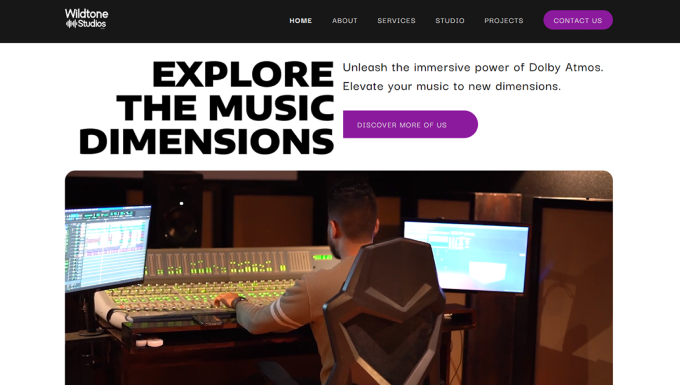 Wildtone
Studios
HOME
ABOUT
SERVICES
STUDIO
PROJECTS
CONTACT US
EXPLORE
THE MUSIC
DIMENSIONS
Unleash the immersive power of Dolby Atmos.
Elevate your music to new dimensions.
DISCOVER MORE OF US